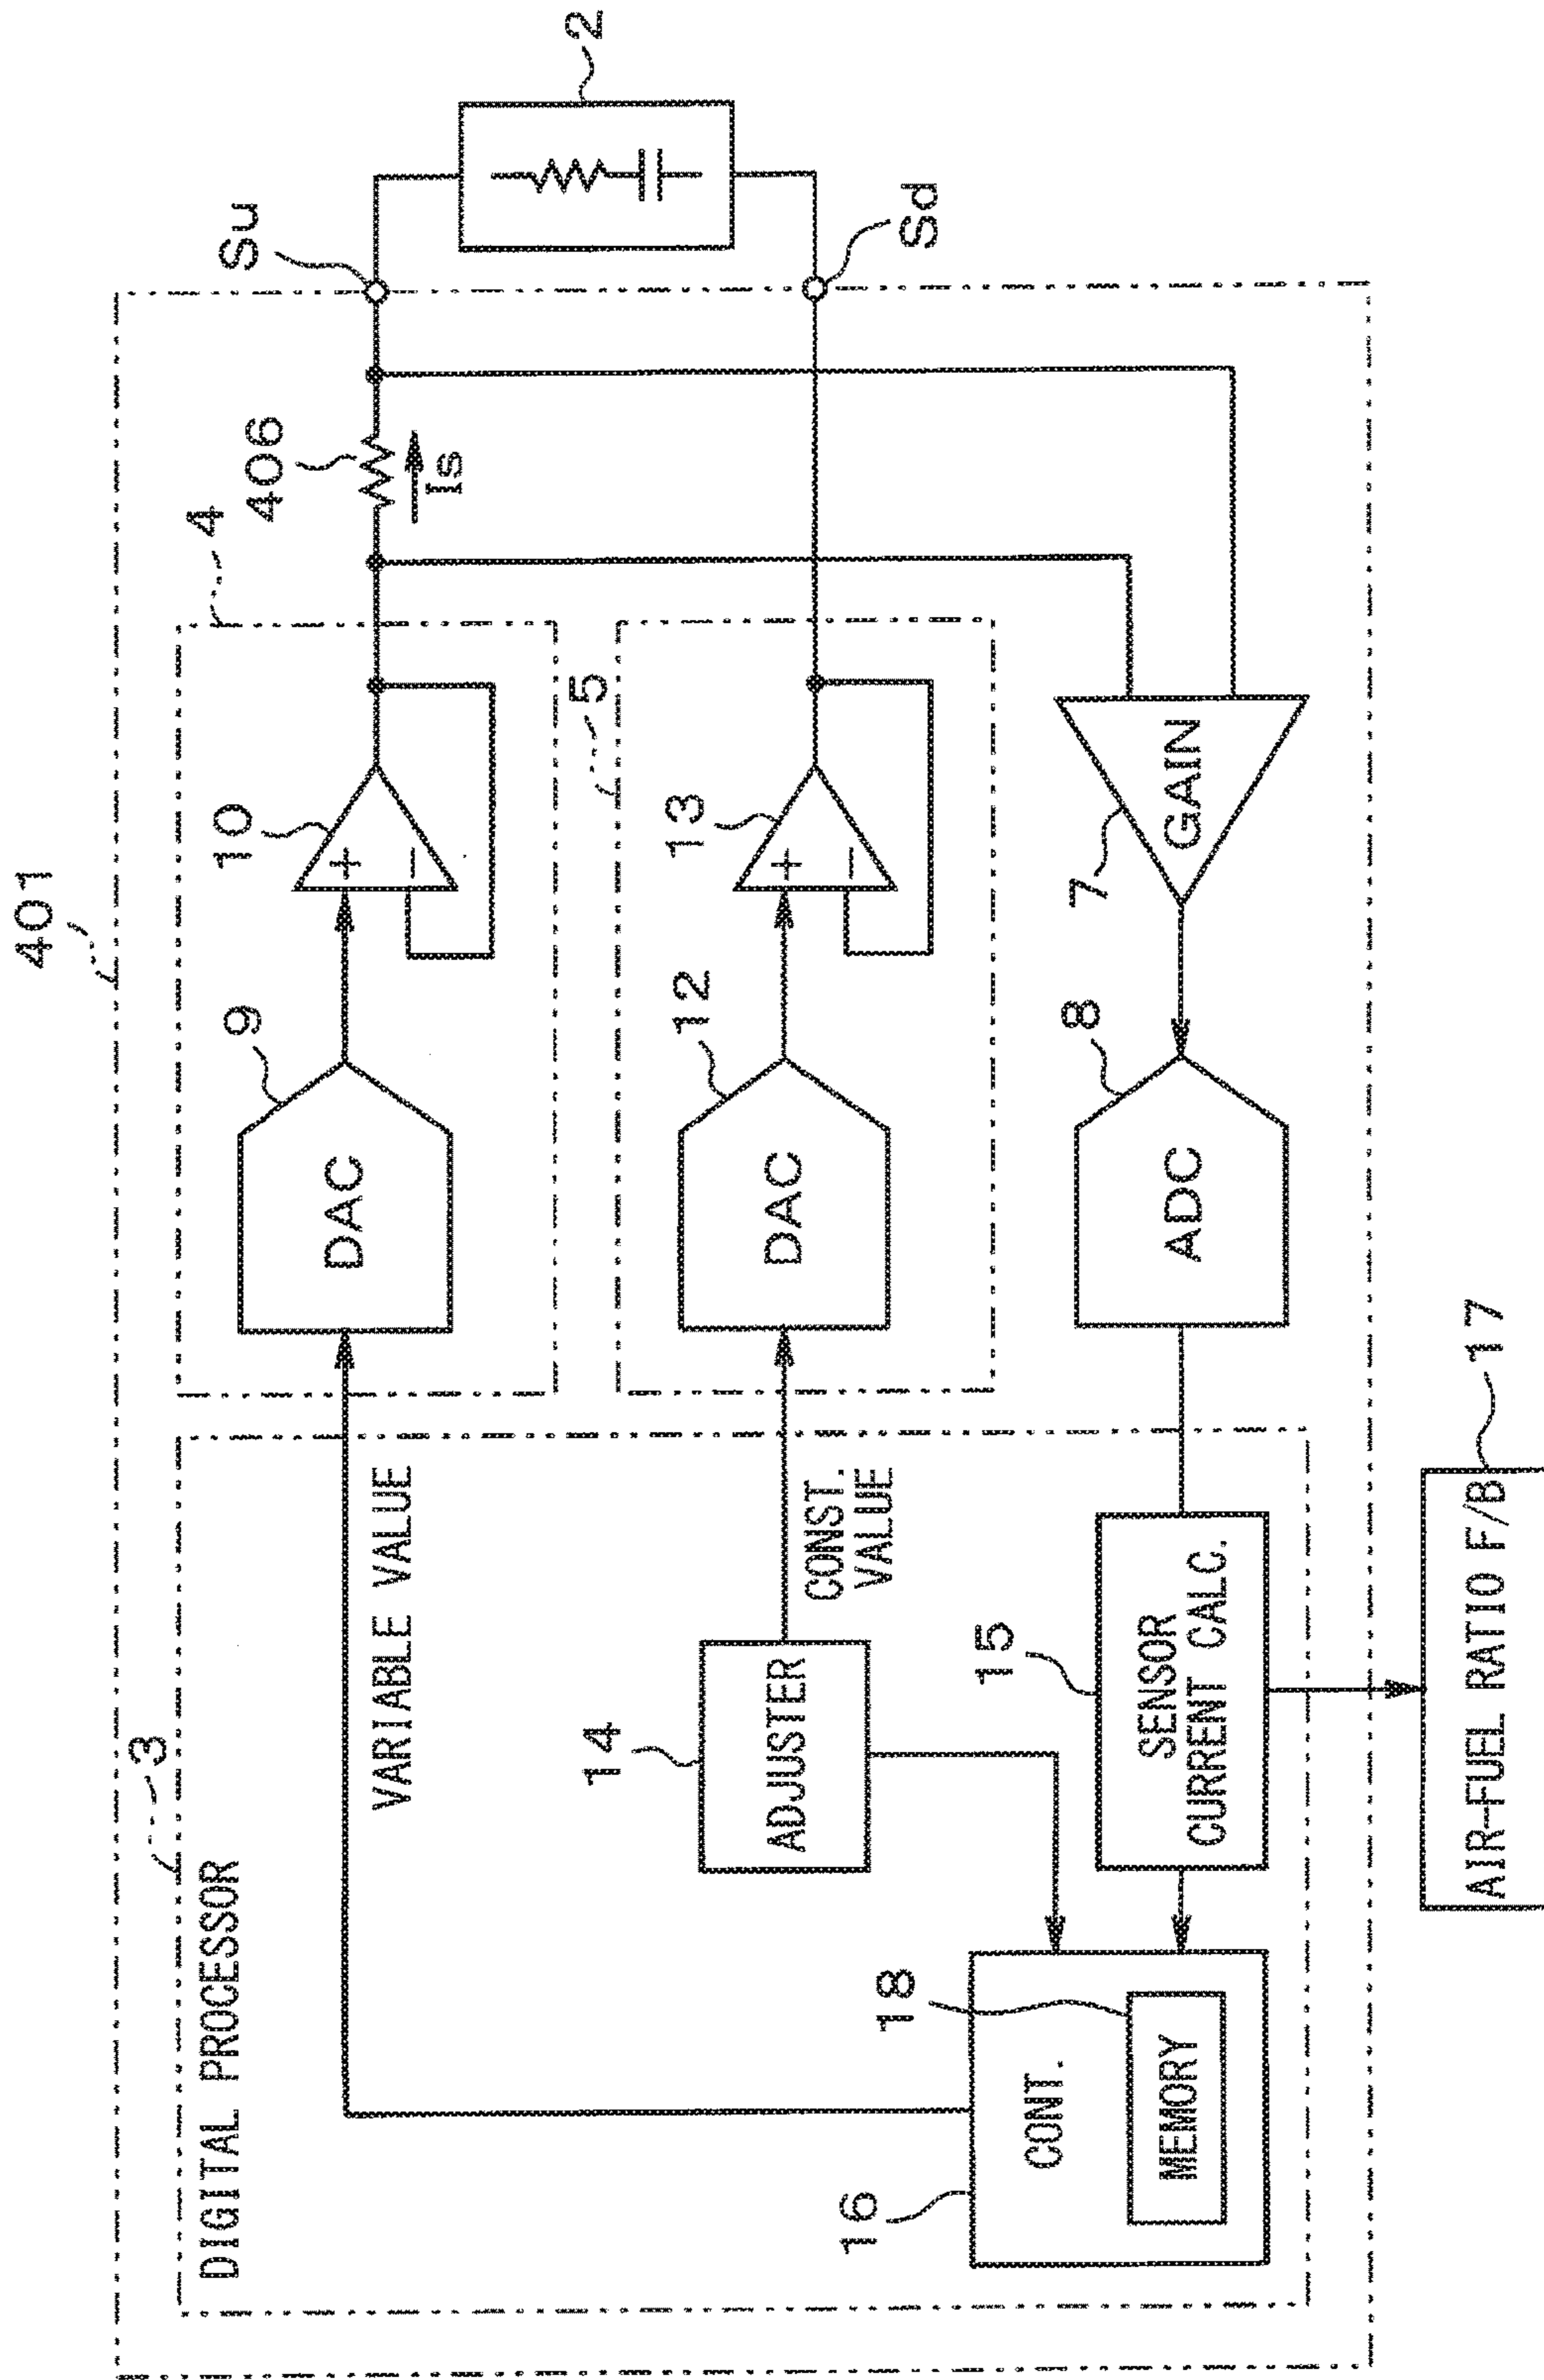 401
3
DIGITAL PROCESSOR
VARIABLE VALUE
9
DAC
10
+
−
4
406
Is
Su
2
14
ADJUSTER
CONST.
VALUE
12
DAC
13
+
−
5
Sd
16
CONT.
18
MEMORY
15
SENSOR
CURRENT CALC.
8
ADC
7
GAIN
17
AIR-FUEL RATIO F/B